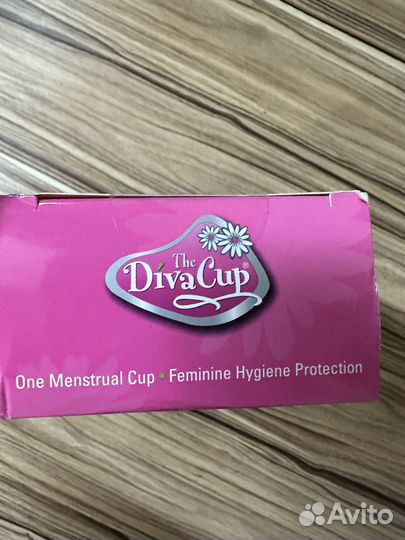 The
DivaCup®
One Menstrual Cup • Feminine Hygiene Protection
Avito